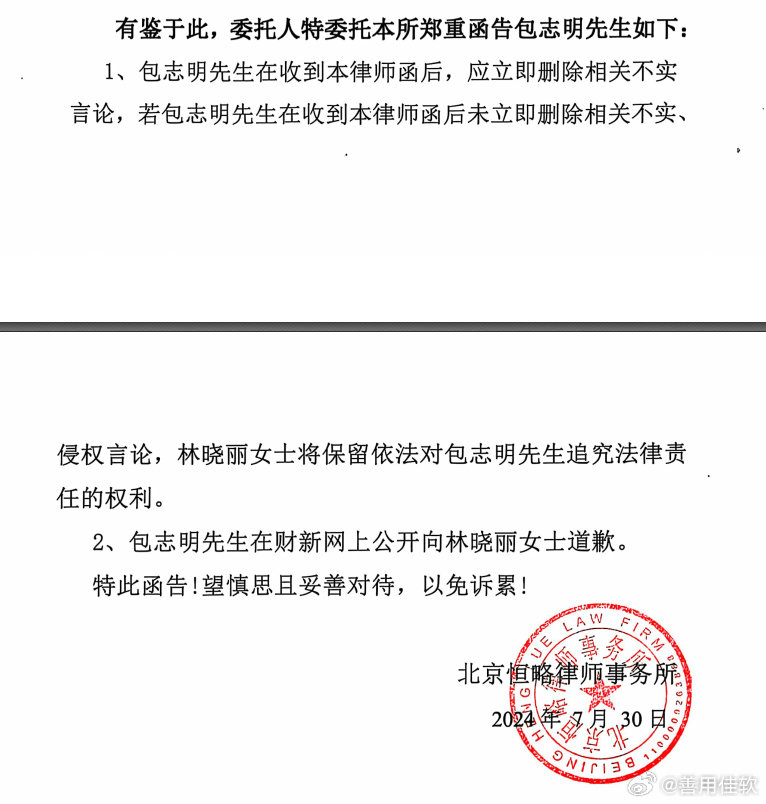 有鉴于此，委托人特委托本所郑重函告包志明先生如下：
1、包志明先生在收到本律师函后，应立即删除相关不实
言论，若包志明先生在收到本律师函后未立即删除相关不实、
侵权言论，林晓丽女士将保留依法对包志明先生追究法律责
任的权利。
2、包志明先生在财新网上公开向林晓丽女士道歉。
特此函告！望慎思且妥善对待，以免诉累！
北京恒略律师事务所
2024年 7 月 30 日
北京恒略律师事务所
BEIJING HENG LUE LAW FIRM
@善用佳软